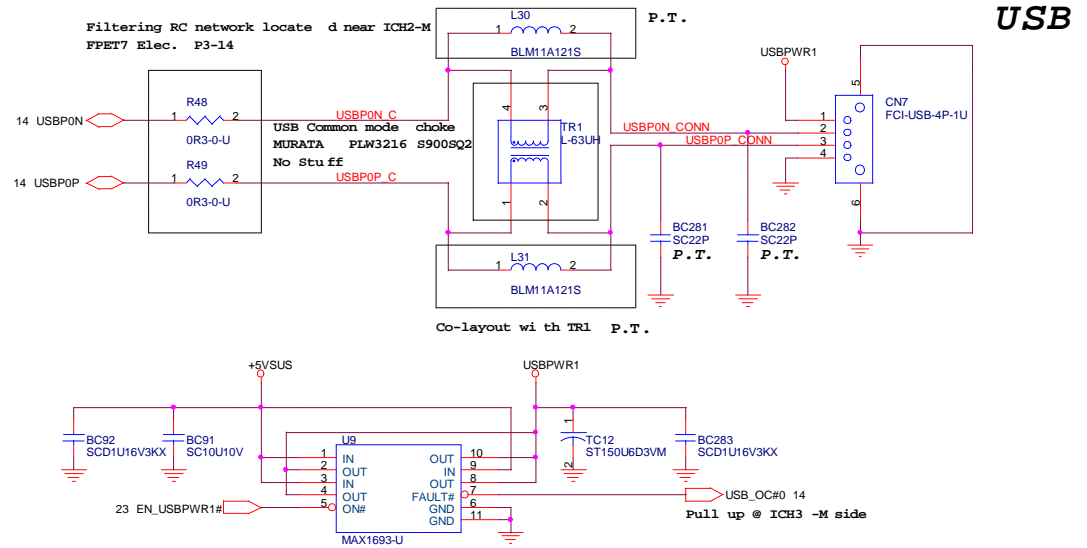 USB
Filtering RC network locate d near ICH2-M
FPET7 Elec. P3-14
L30
1 2
BLM11A121S
P.T.
USBPWR1
R48
14 USBP0N 1 2 USBP0N_C
0R3-0-U
USB Common mode choke
MURATA PLW3216 S900SQ2
No Stuff
R49
14 USBP0P 1 2 USBP0P_C
0R3-0-U
4 3
TR1
L-63UH
1 2
USBP0N_CONN
USBP0P_CONN
5
CN7
FCI-USB-4P-1U
1
2
3
4
6
BC281
SC22P
P.T.
BC282
SC22P
P.T.
L31
1 2
BLM11A121S
Co-layout wi th TR1 P.T.
+5VSUS
USBPWR1
BC92
SCD1U16V3KX
BC91
SC10U10V
U9
1 IN OUT 10
2 OUT IN 9
3 IN OUT 8
4 OUT FAULT# 7
5 ON# GND 6
GND 11
MAX1693-U
23 EN_USBPWR1#
1
TC12
ST150U6D3VM
2
BC283
SCD1U16V3KX
USB_OC#0 14
Pull up @ ICH3 -M side